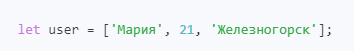 let user = ['Мария', 21, 'Железногорск'];